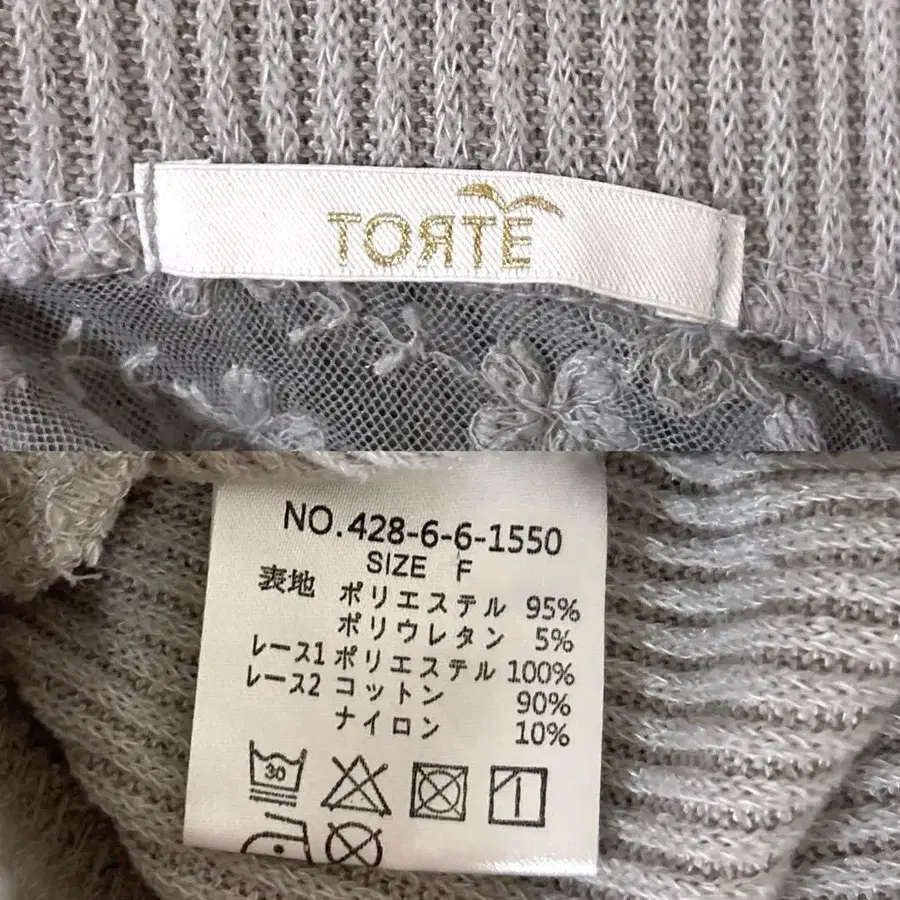 TOЯTE
NO.428-6-6-1550
SIZE F
表地 ポリエステル 95%
ポリウレタン 5%
レース1 ポリエステル 100%
レース2 コットン 90%
ナイロン 10%
30